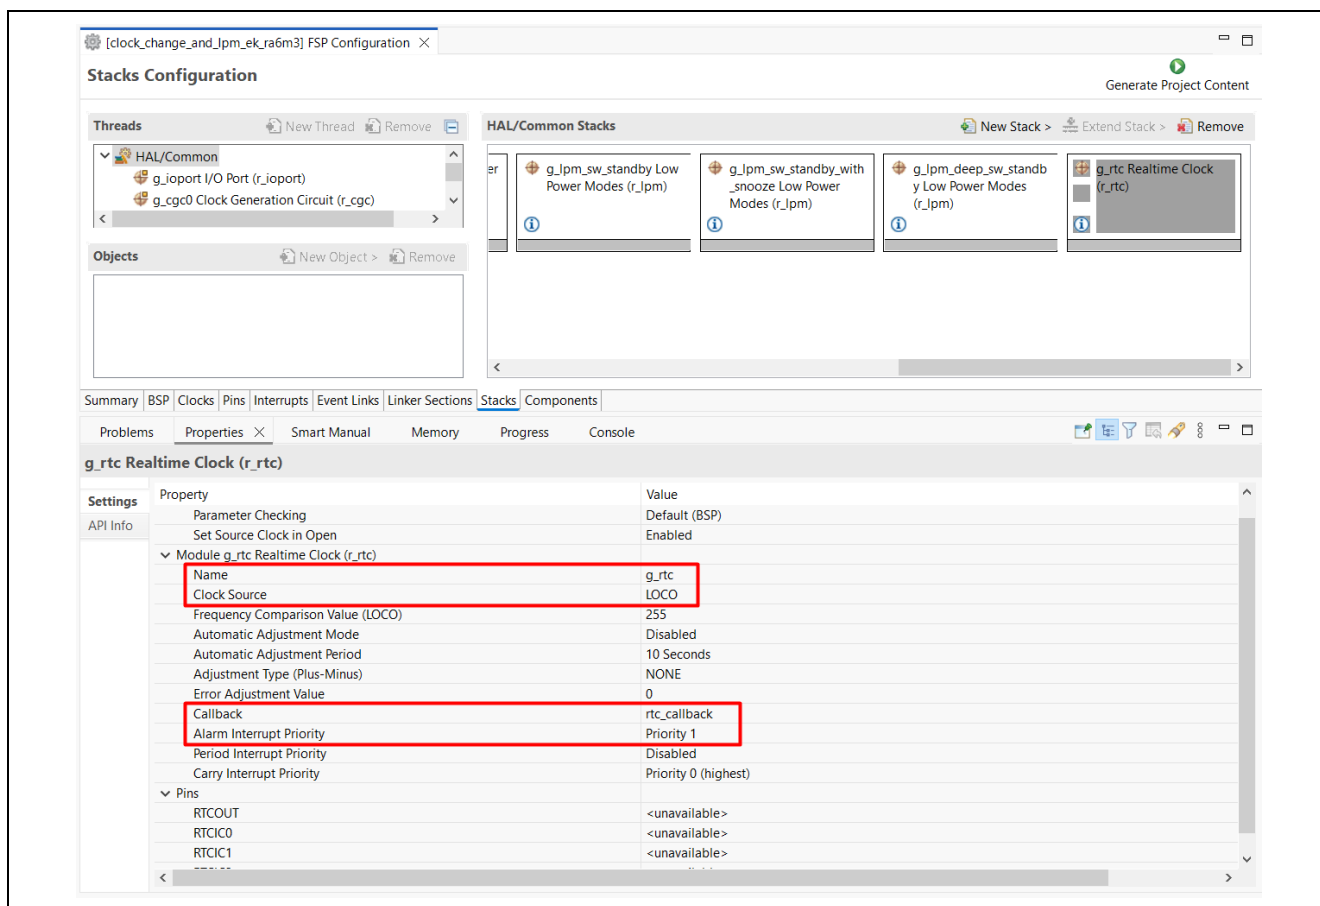 [clock_change_and_lpm_ek_ra6m3] FSP Configuration
Stacks Configuration
Generate Project Content
Threads New Thread Remove
HAL/Common
g_ioport I/O Port (r_ioport)
g_cgc0 Clock Generation Circuit (r_cgc)
HAL/Common Stacks New Stack > Extend Stack > Remove
er
g_lpm_sw_standby Low
Power Modes (r_lpm)
g_lpm_sw_standby_with
_snooze Low Power
Modes (r_lpm)
g_lpm_deep_sw_standb
y Low Power Modes
(r_lpm)
g_rtc Realtime Clock
(r_rtc)
Objects New Object > Remove
Summary BSP Clocks Pins Interrupts Event Links Linker Sections Stacks Components
Problems Properties Smart Manual Memory Progress Console
g_rtc Realtime Clock (r_rtc)
Settings
API Info
Property Value
Parameter Checking Default (BSP)
Set Source Clock in Open Enabled
Module g_rtc Realtime Clock (r_rtc)
Name g_rtc
Clock Source LOCO
Frequency Comparison Value (LOCO) 255
Automatic Adjustment Mode Disabled
Automatic Adjustment Period 10 Seconds
Adjustment Type (Plus-Minus) NONE
Error Adjustment Value 0
Callback rtc_callback
Alarm Interrupt Priority Priority 1
Period Interrupt Priority Disabled
Carry Interrupt Priority Priority 0 (highest)
Pins
RTCOUT <unavailable>
RTCIC0 <unavailable>
RTCIC1 <unavailable>